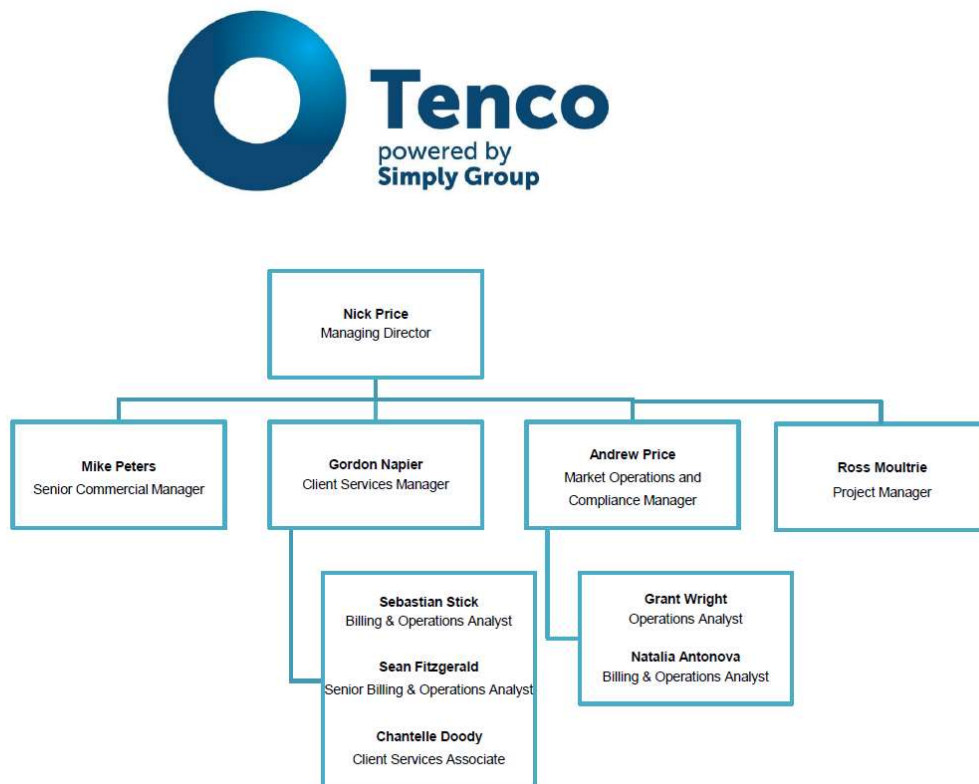 Tenco
powered by
Simply Group
Nick Price
Managing Director
Mike Peters
Senior Commercial Manager
Gordon Napier
Client Services Manager
Andrew Price
Market Operations and
Compliance Manager
Ross Moultrie
Project Manager
Sebastian Stick
Billing & Operations Analyst
Sean Fitzgerald
Senior Billing & Operations Analyst
Chantelle Doody
Client Services Associate
Grant Wright
Operations Analyst
Natalia Antonova
Billing & Operations Analyst